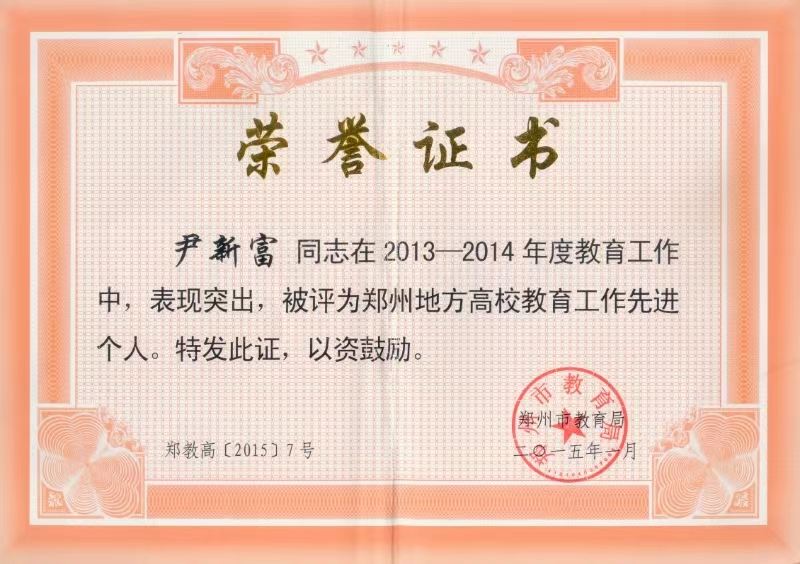 荣誉证书
尹新富 同志在 2013—2014 年度教育工作
中，表现突出，被评为郑州地方高校教育工作先进
个人。特发此证，以资鼓励。
郑州市教育局
郑州市教育局
郑教高〔2015〕7号
二〇一五年一月